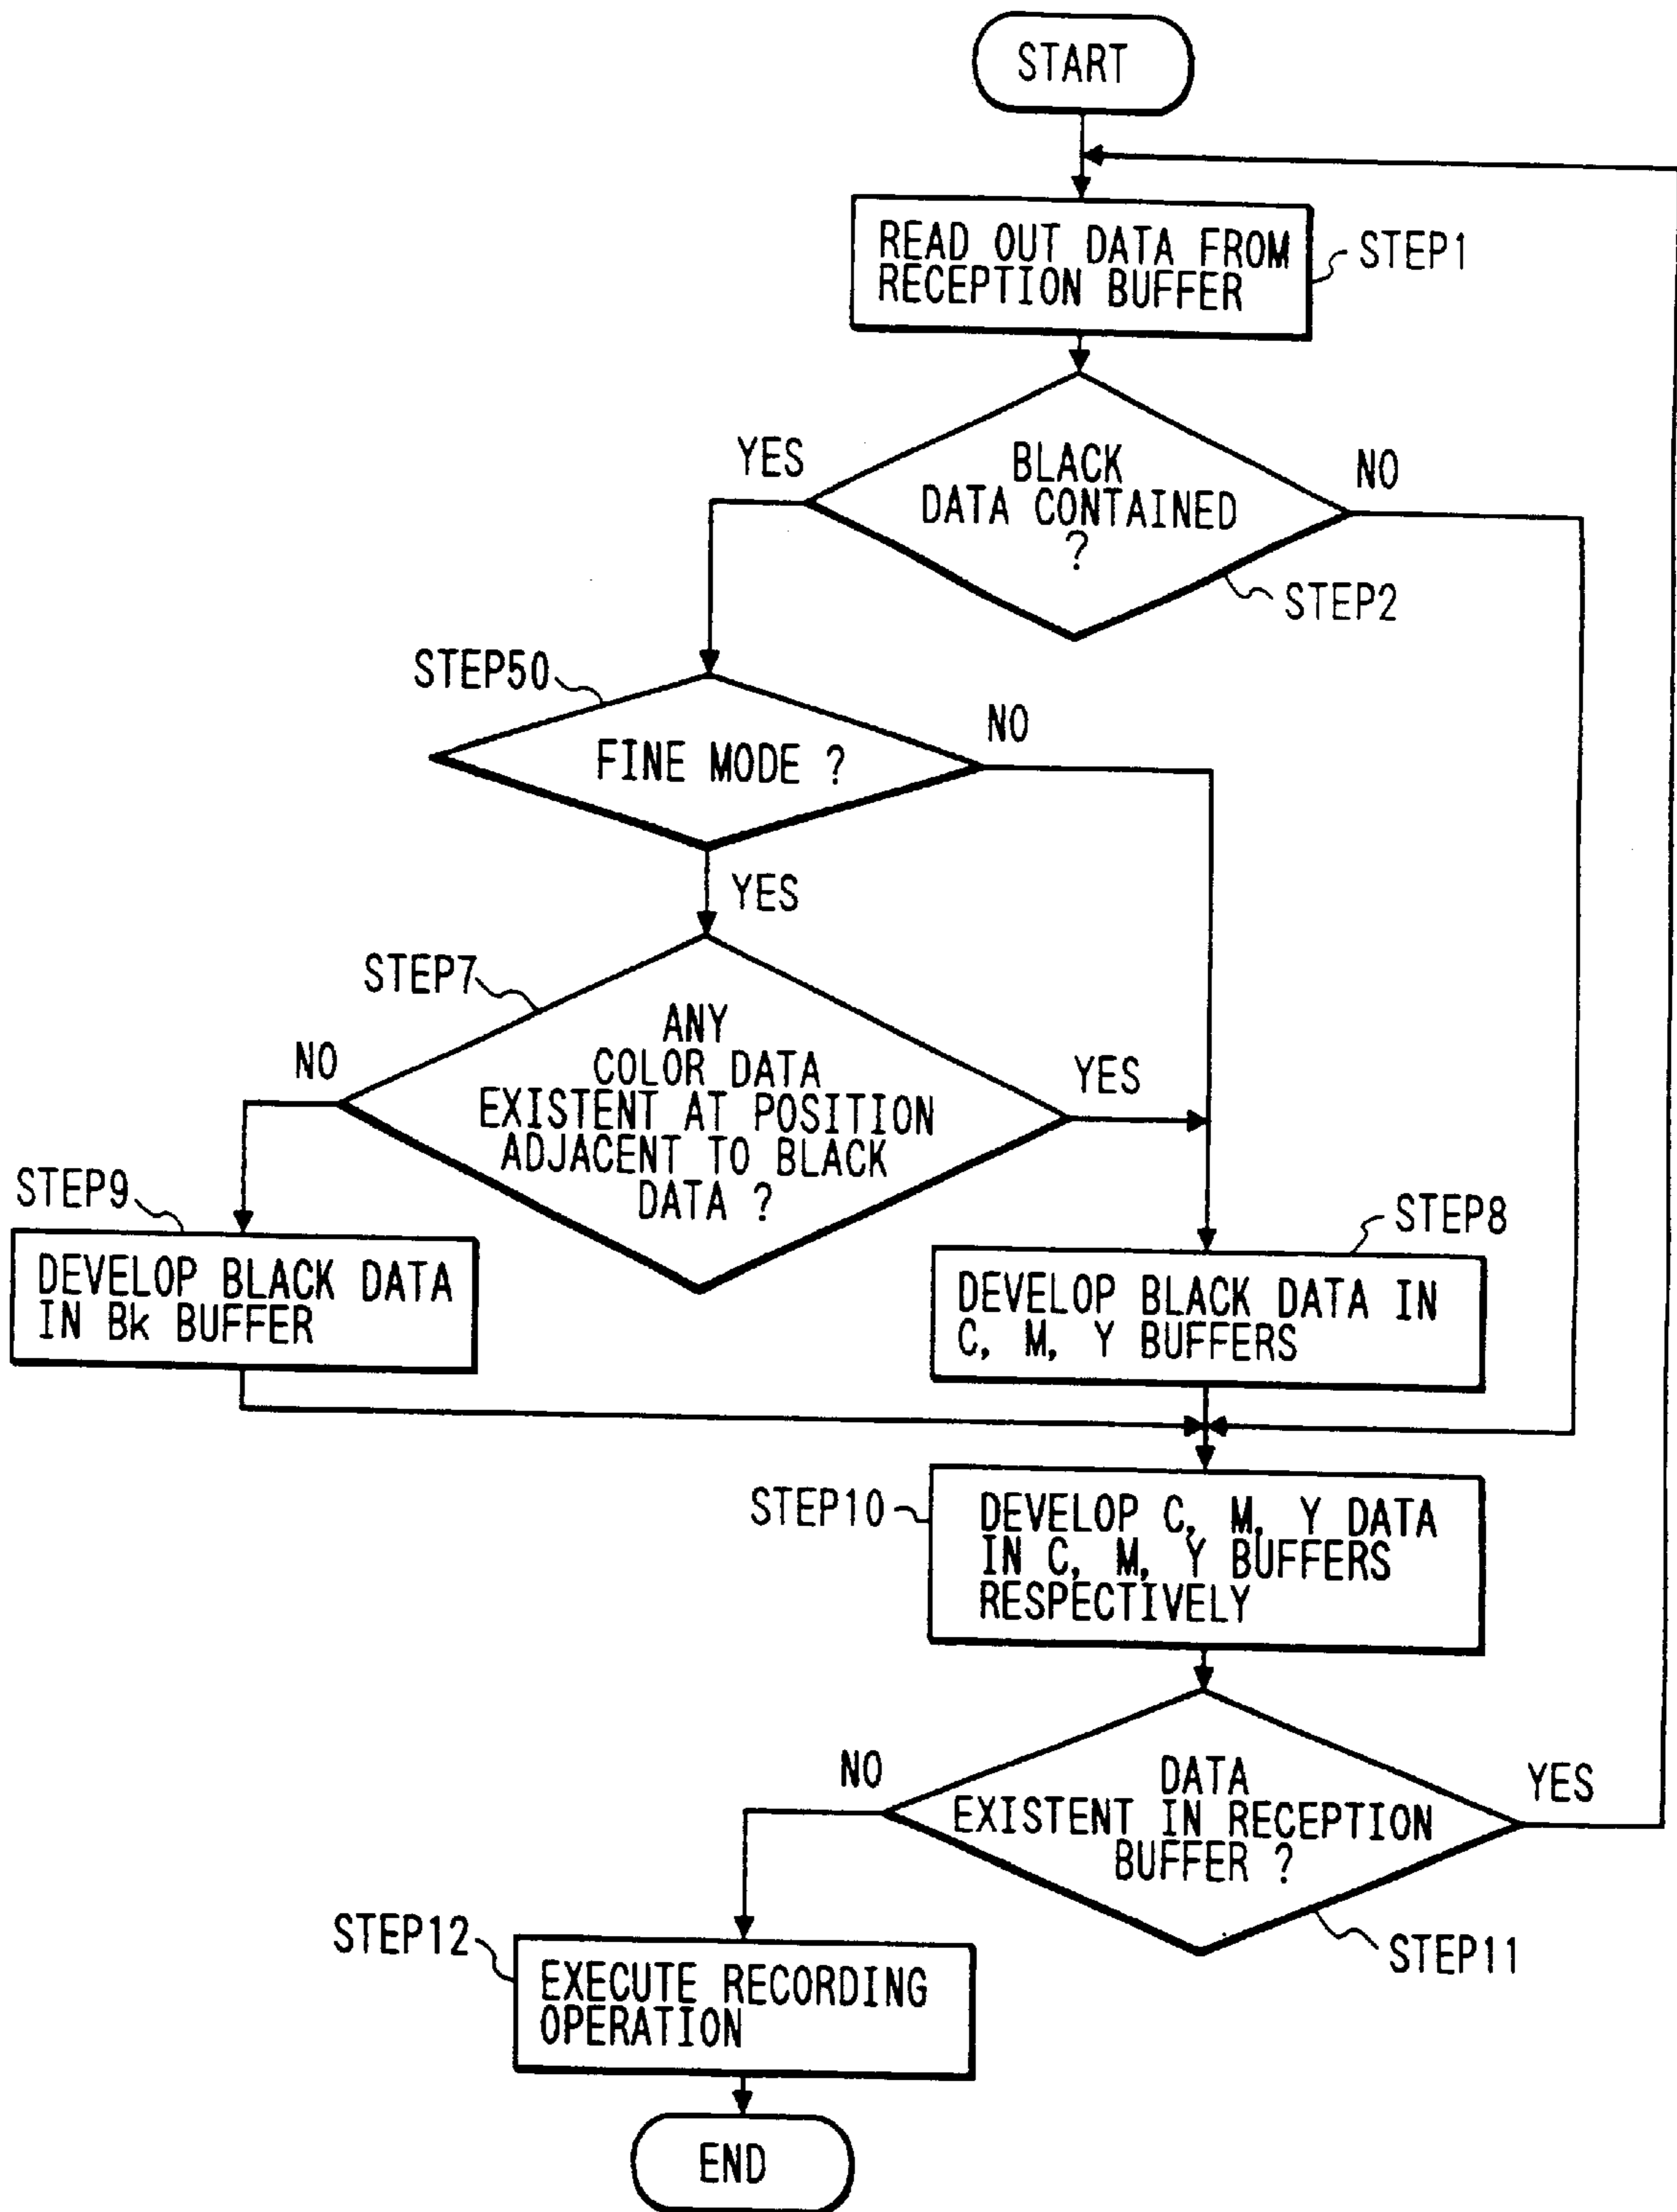 START
READ OUT DATA FROM
RECEPTION BUFFER
STEP1
YES
BLACK
DATA CONTAINED
?
NO
STEP2
STEP50
FINE MODE ?
NO
YES
STEP7
ANY
COLOR DATA
EXISTENT AT POSITION
ADJACENT TO BLACK
DATA ?
NO
YES
STEP9
DEVELOP BLACK DATA
IN Bk BUFFER
STEP8
DEVELOP BLACK DATA IN
C, M, Y BUFFERS
STEP10
DEVELOP C, M, Y DATA
IN C, M, Y BUFFERS
RESPECTIVELY
NO
DATA
EXISTENT IN RECEPTION
BUFFER ?
YES
STEP11
STEP12
EXECUTE RECORDING
OPERATION
END